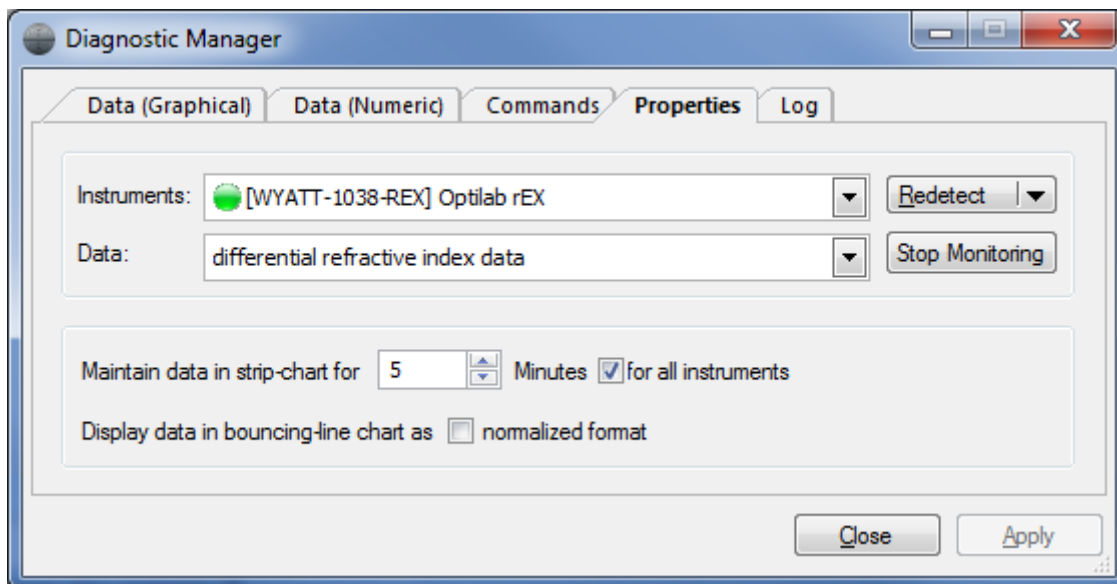 Diagnostic Manager
Data (Graphical) Data (Numeric) Commands Properties Log
Instruments: [WYATT-1038-REX] Optilab rEX Redetect
Data: differential refractive index data Stop Monitoring
Maintain data in strip-chart for 5 Minutes for all instruments
Display data in bouncing-line chart as normalized format
Close Apply